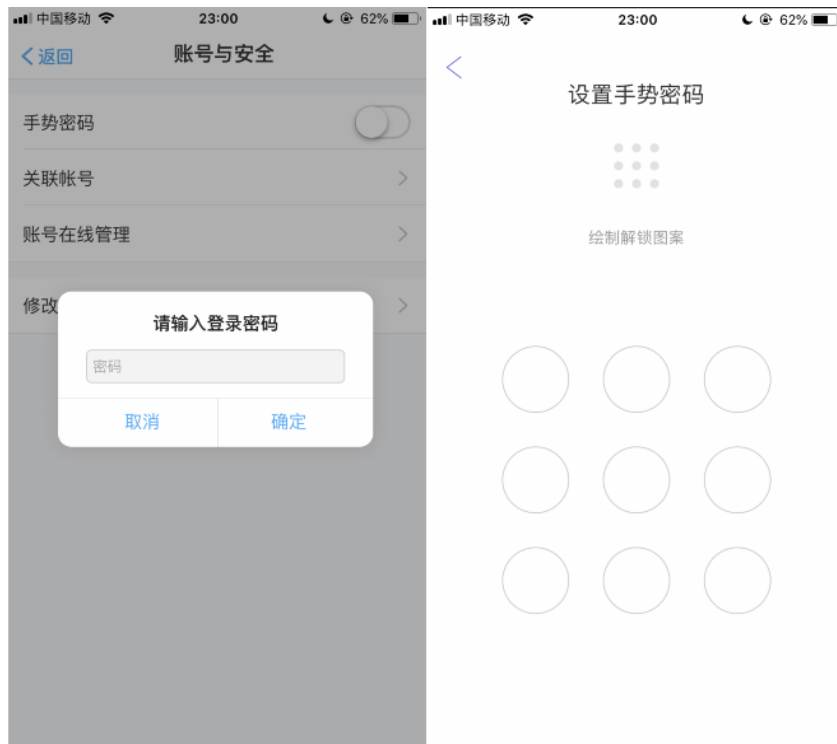 中国移动 23:00 62%
返回 账号与安全
手势密码
关联帐号
账号在线管理
修改
请输入登录密码
密码
取消 确定
中国移动 23:00 62%
设置手势密码
绘制解锁图案